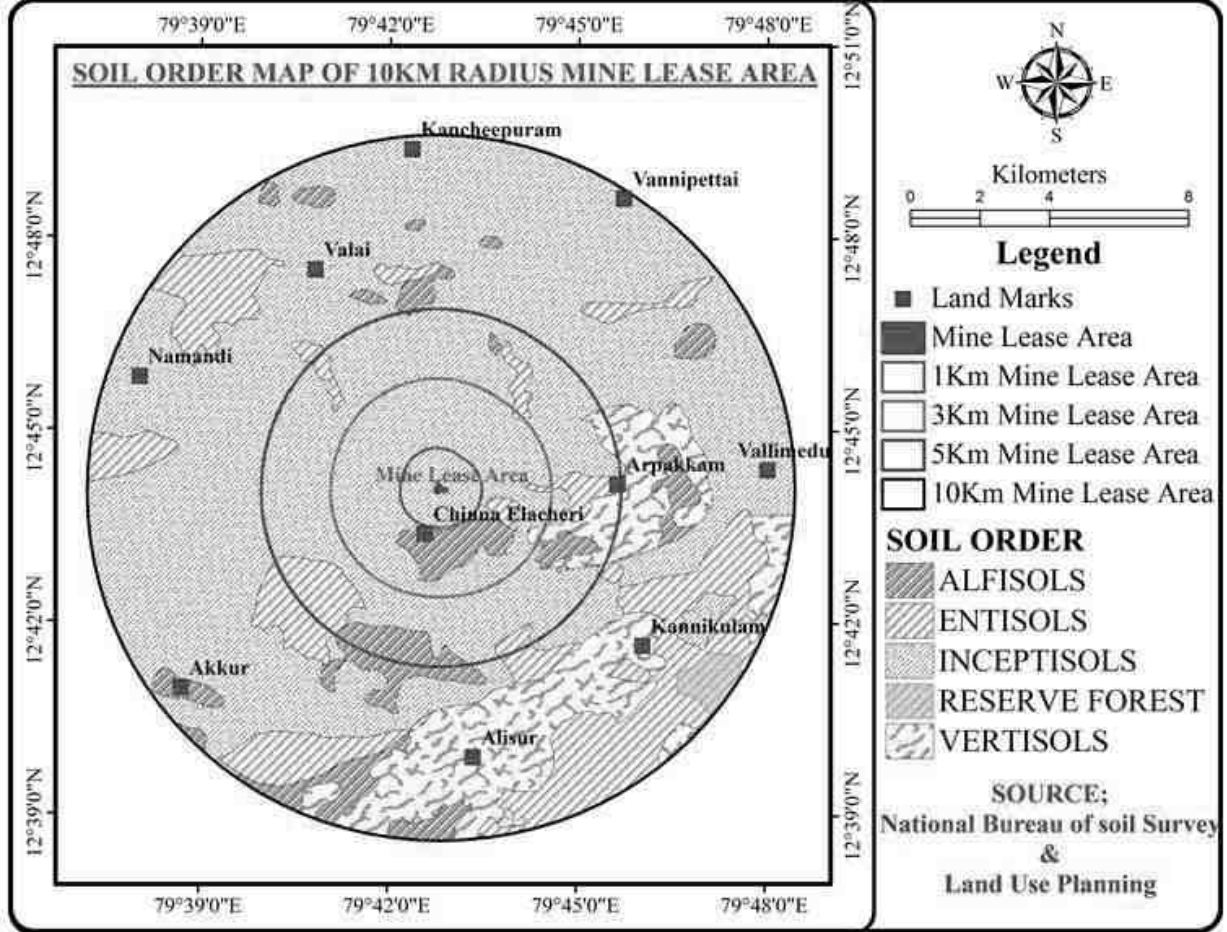 79°39'0"E 79°42'0"E 79°45'0"E 79°48'0"E
12°51'0"N
SOIL ORDER MAP OF 10KM RADIUS MINE LEASE AREA
Kancheepuram
Vannipettai
12°48'0"N
12°48'0"N
Valai
Namandi
12°45'0"N
12°45'0"N
Vallimedu
Arpakkam
Mine Lease Area
Chinna Elacheri
12°42'0"N
12°42'0"N
Kannikulam
Akkur
Alisur
12°39'0"N
12°39'0"N
79°39'0"E 79°42'0"E 79°45'0"E 79°48'0"E
N
W E
S
Kilometers
0 2 4 8
Legend
Land Marks
Mine Lease Area
1Km Mine Lease Area
3Km Mine Lease Area
5Km Mine Lease Area
10Km Mine Lease Area
SOIL ORDER
ALFISOLS
ENTISOLS
INCEPTISOLS
RESERVE FOREST
VERTISOLS
SOURCE;
National Bureau of soil Survey
&
Land Use Planning